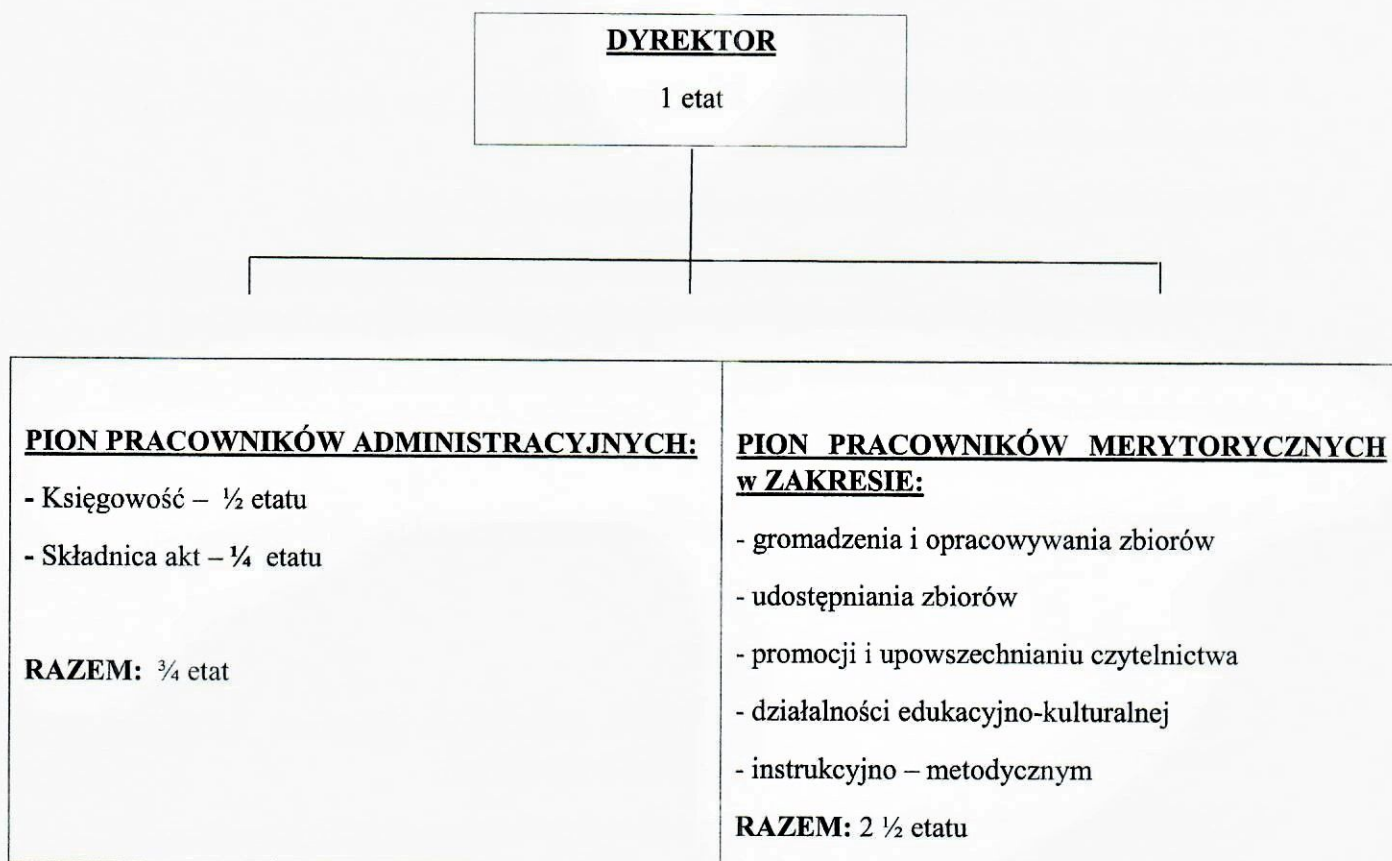 DYREKTOR
1 etat
PION PRACOWNIKÓW ADMINISTRACYJNYCH:
- Księgowość – ½ etatu
- Składnica akt – ¼ etatu
RAZEM: ¾ etat
PION PRACOWNIKÓW MERYTORYCZNYCH
w ZAKRESIE:
- gromadzenia i opracowywania zbiorów
- udostępniania zbiorów
- promocji i upowszechnianiu czytelnictwa
- działalności edukacyjno-kulturalnej
- instrukcyjno – metodycznym
RAZEM: 2 ½ etatu